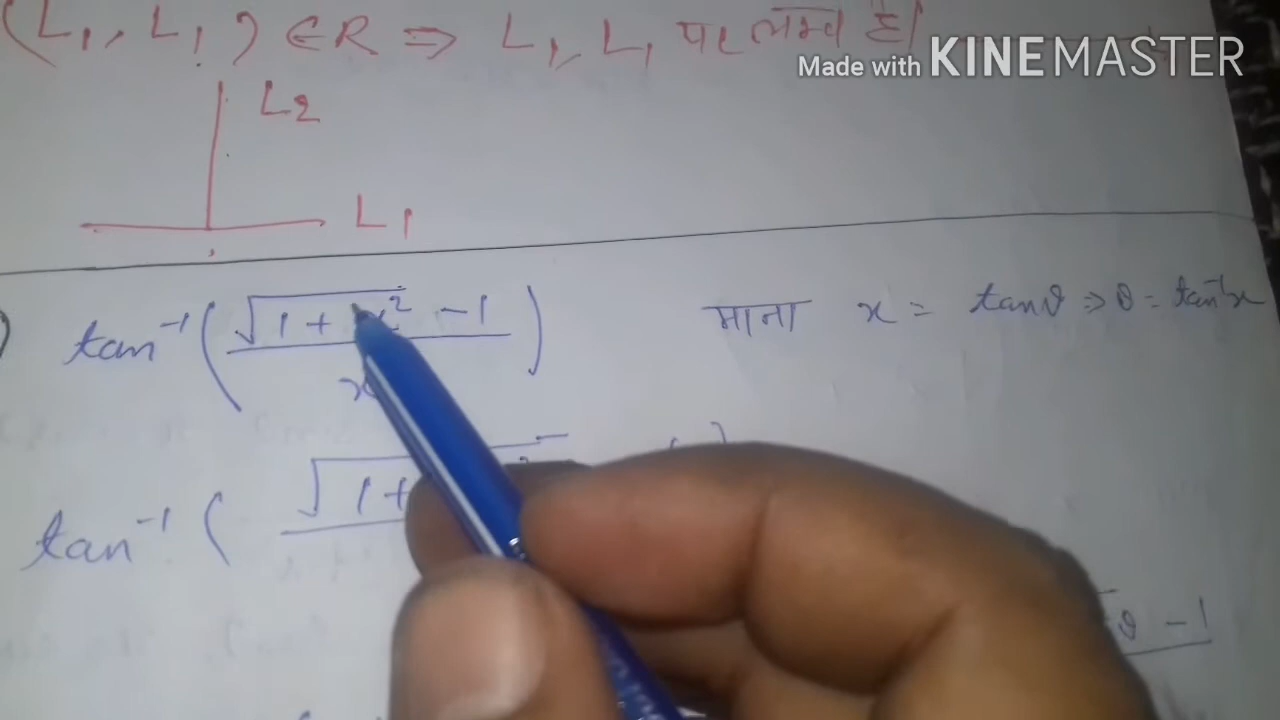 (L₁, L₁) ∈ R ⇒ L₁, L₁ पर लम्ब है।
Made with KINEMASTER
L₂
L₁
) tan⁻¹(√(1 + x²) - 1 / x) माना x = tanθ ⇒ θ = tan⁻¹x
tan⁻¹( √1+
θ - 1